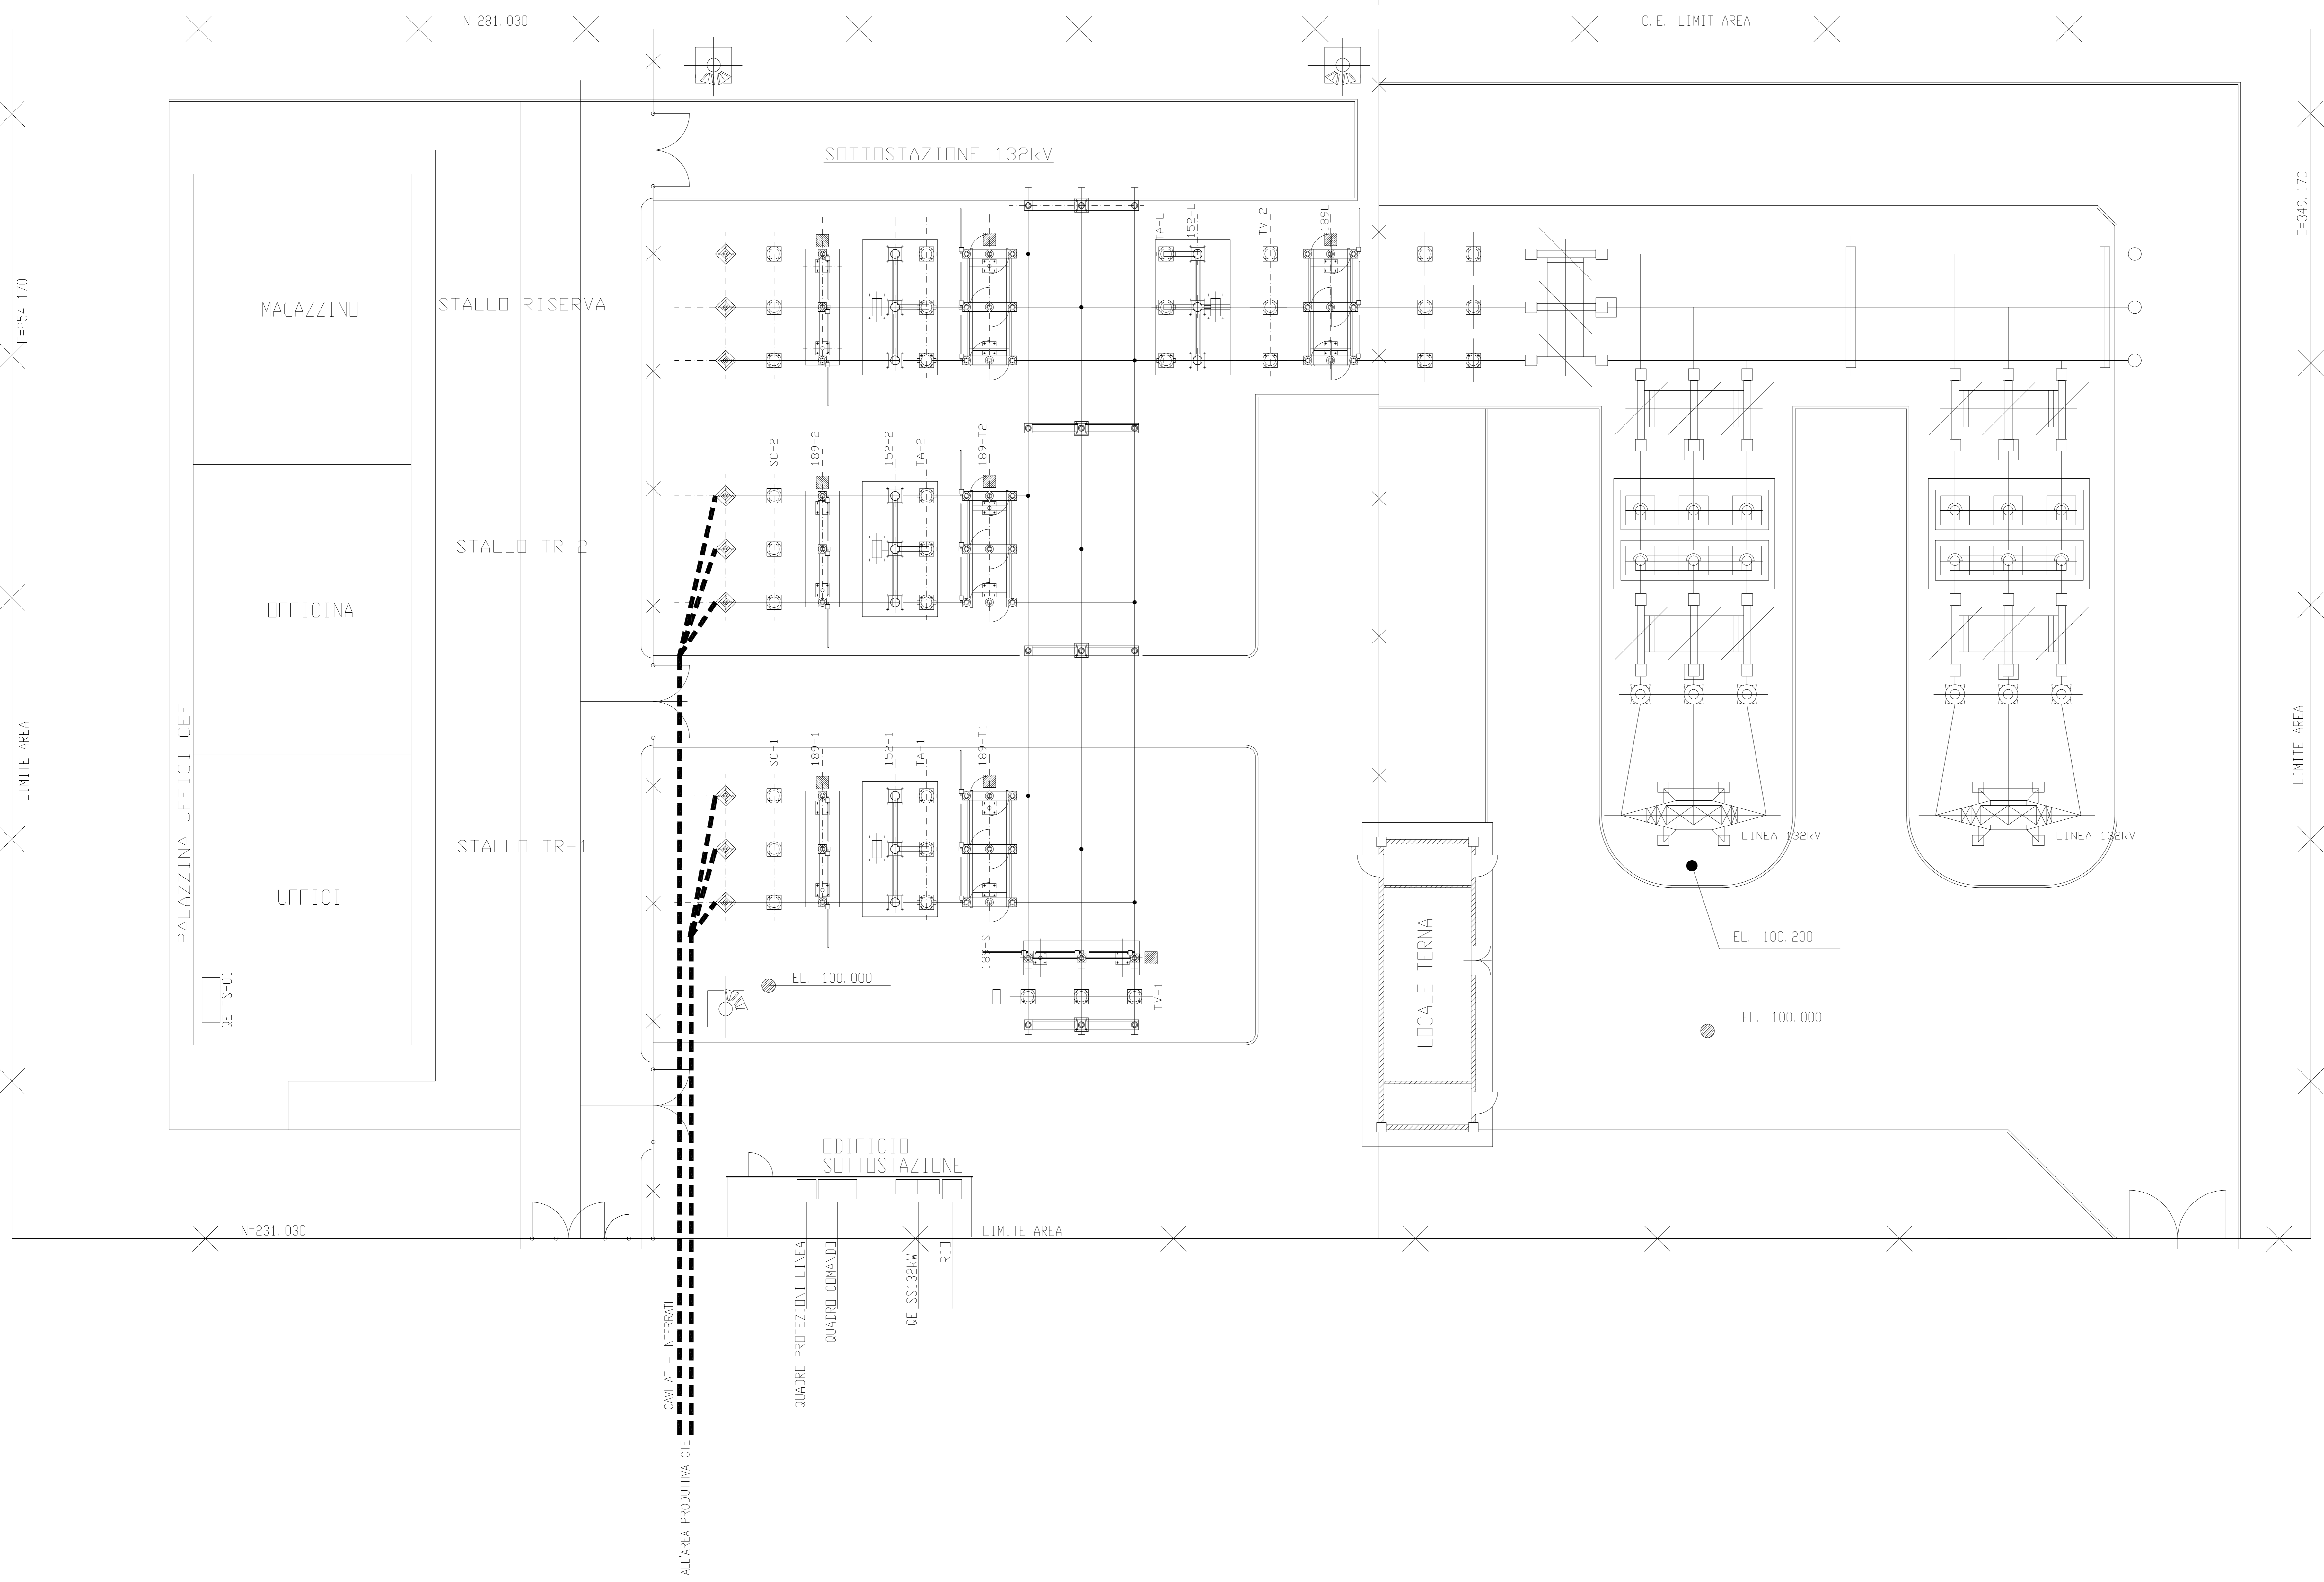 N=281. 030
C. E. LIMIT AREA
E=254. 170
E=349. 170
LIMITE AREA
LIMITE AREA
SOTTOSTAZIONE 132kV
MAGAZZINO
OFFICINA
UFFICI
PALAZZINA UFFICI CEF
QE TS-01
STALLO RISERVA
STALLO TR-2
STALLO TR-1
TA-L
152-L
TV-2
189L
SC-2
189-2
152-2
TA-2
189-T2
SC-1
189-1
152-1
TA-1
189-T1
189-S
TV-1
EL. 100. 000
LINEA 132kV
LINEA 132kV
EL. 100. 200
EL. 100. 000
LOCALE TERNA
EDIFICIO
SOTTOSTAZIONE
N=231. 030
LIMITE AREA
QUADRO PROTEZIONI LINEA
QUADRO COMANDO
QE SS132kW
RIO
CAVI AT - INTERRATI
ALL'AREA PRODUTTIVA CTE